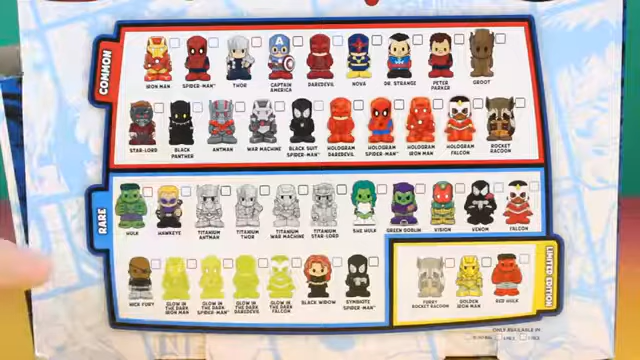 COMMON
IRON MAN
SPIDER-MAN™
THOR
CAPTAIN
AMERICA
DAREDEVIL
NOVA
DR. STRANGE
PETER
PARKER
GROOT
STAR-LORD
BLACK
PANTHER
ANTMAN
WAR MACHINE
BLACK SUIT
SPIDER-MAN™
HOLOGRAM
DAREDEVIL
HOLOGRAM
SPIDER-MAN™
HOLOGRAM
IRON MAN
HOLOGRAM
FALCON
ROCKET
RACOON
RARE
HULK
HAWKEYE
TITANIUM
ANTMAN
TITANIUM
THOR
TITANIUM
WAR MACHINE
TITANIUM
STAR-LORD
SHE HULK
GREEN GOBLIN
VISION
VENOM
FALCON
NICK FURY
GLOW IN
THE DARK
IRON MAN
GLOW IN
THE DARK
SPIDER-MAN™
GLOW IN
THE DARK
DAREDEVIL
GLOW IN
THE DARK
FALCON
BLACK WIDOW
SYMBIOTE
SPIDER-MAN™
LIMITED EDITION
FURRY
ROCKET RACOON
GOLDEN
IRON MAN
RED HULK
ONLY AVAILABLE IN